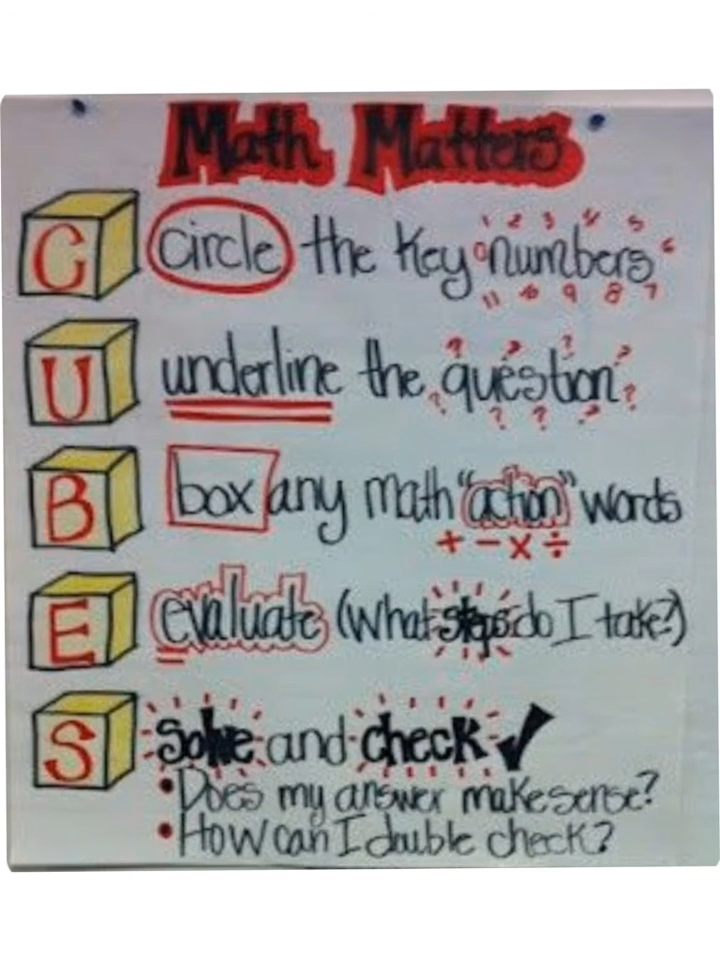 Math Matters
C circle the key numbers
1 2 3 4 5 6 7 8 9 10 11
U underline the question
? ? ? ? ? ? ? ? ? ?
B box any math "action" words
+ - x ÷
E evaluate (What steps do I take?)
S Solve and check ✓
• Does my answer make sense?
• How can I double check?